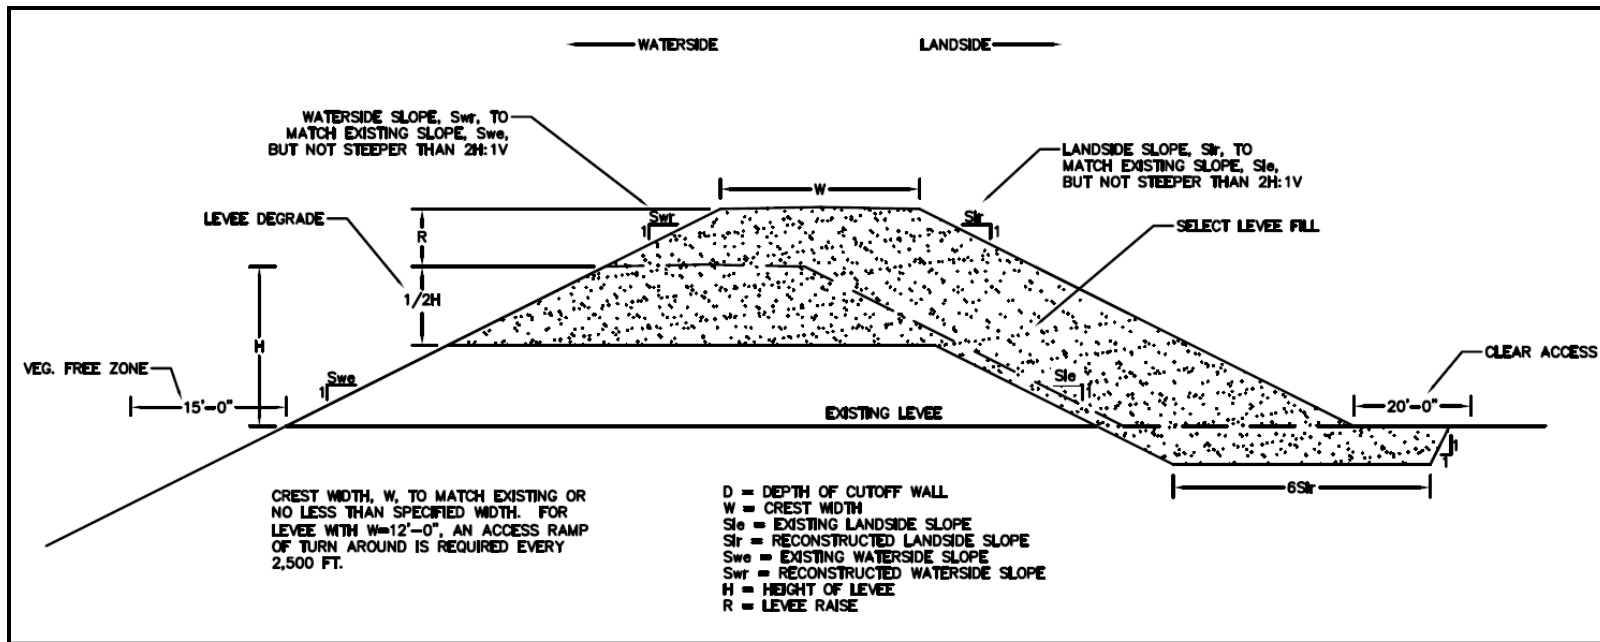 WATERSIDE
LANDSIDE
WATERSIDE SLOPE, Swr, TO
MATCH EXISTING SLOPE, Swe,
BUT NOT STEEPER THAN 2H:1V
LANDSIDE SLOPE, Slr, TO
MATCH EXISTING SLOPE, Sle,
BUT NOT STEEPER THAN 2H:1V
W
LEVEE DEGRADE
R
Swr
1
Slr
1
SELECT LEVEE FILL
1/2H
H
VEG. FREE ZONE
15'-0"
Swe
1
Sle
1
CLEAR ACCESS
20'-0"
EXISTING LEVEE
1
1
6Slr
CREST WIDTH, W, TO MATCH EXISTING OR
NO LESS THAN SPECIFIED WIDTH. FOR
LEVEE WITH W=12'-0", AN ACCESS RAMP
OF TURN AROUND IS REQUIRED EVERY
2,500 FT.
D = DEPTH OF CUTOFF WALL
W = CREST WIDTH
Sle = EXISTING LANDSIDE SLOPE
Slr = RECONSTRUCTED LANDSIDE SLOPE
Swe = EXISTING WATERSIDE SLOPE
Swr = RECONSTRUCTED WATERSIDE SLOPE
H = HEIGHT OF LEVEE
R = LEVEE RAISE